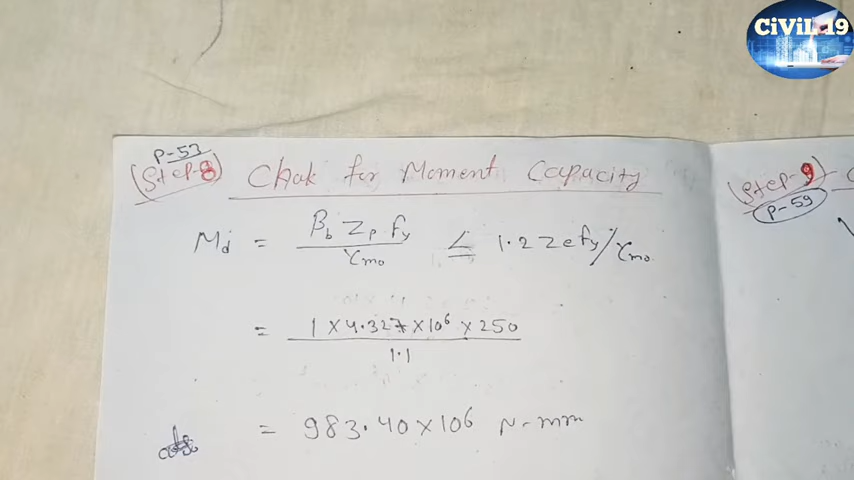 CiViL 19
P-53
(Step-8) Chak for Moment Capacity
Md = βb Zp fy / γmo ≤ 1.2 Ze fy / γmo
= 1 × 4.327 × 10⁶ × 250 / 1.1
= 983.40 × 10⁶ N-mm
(Step-9)
P-59